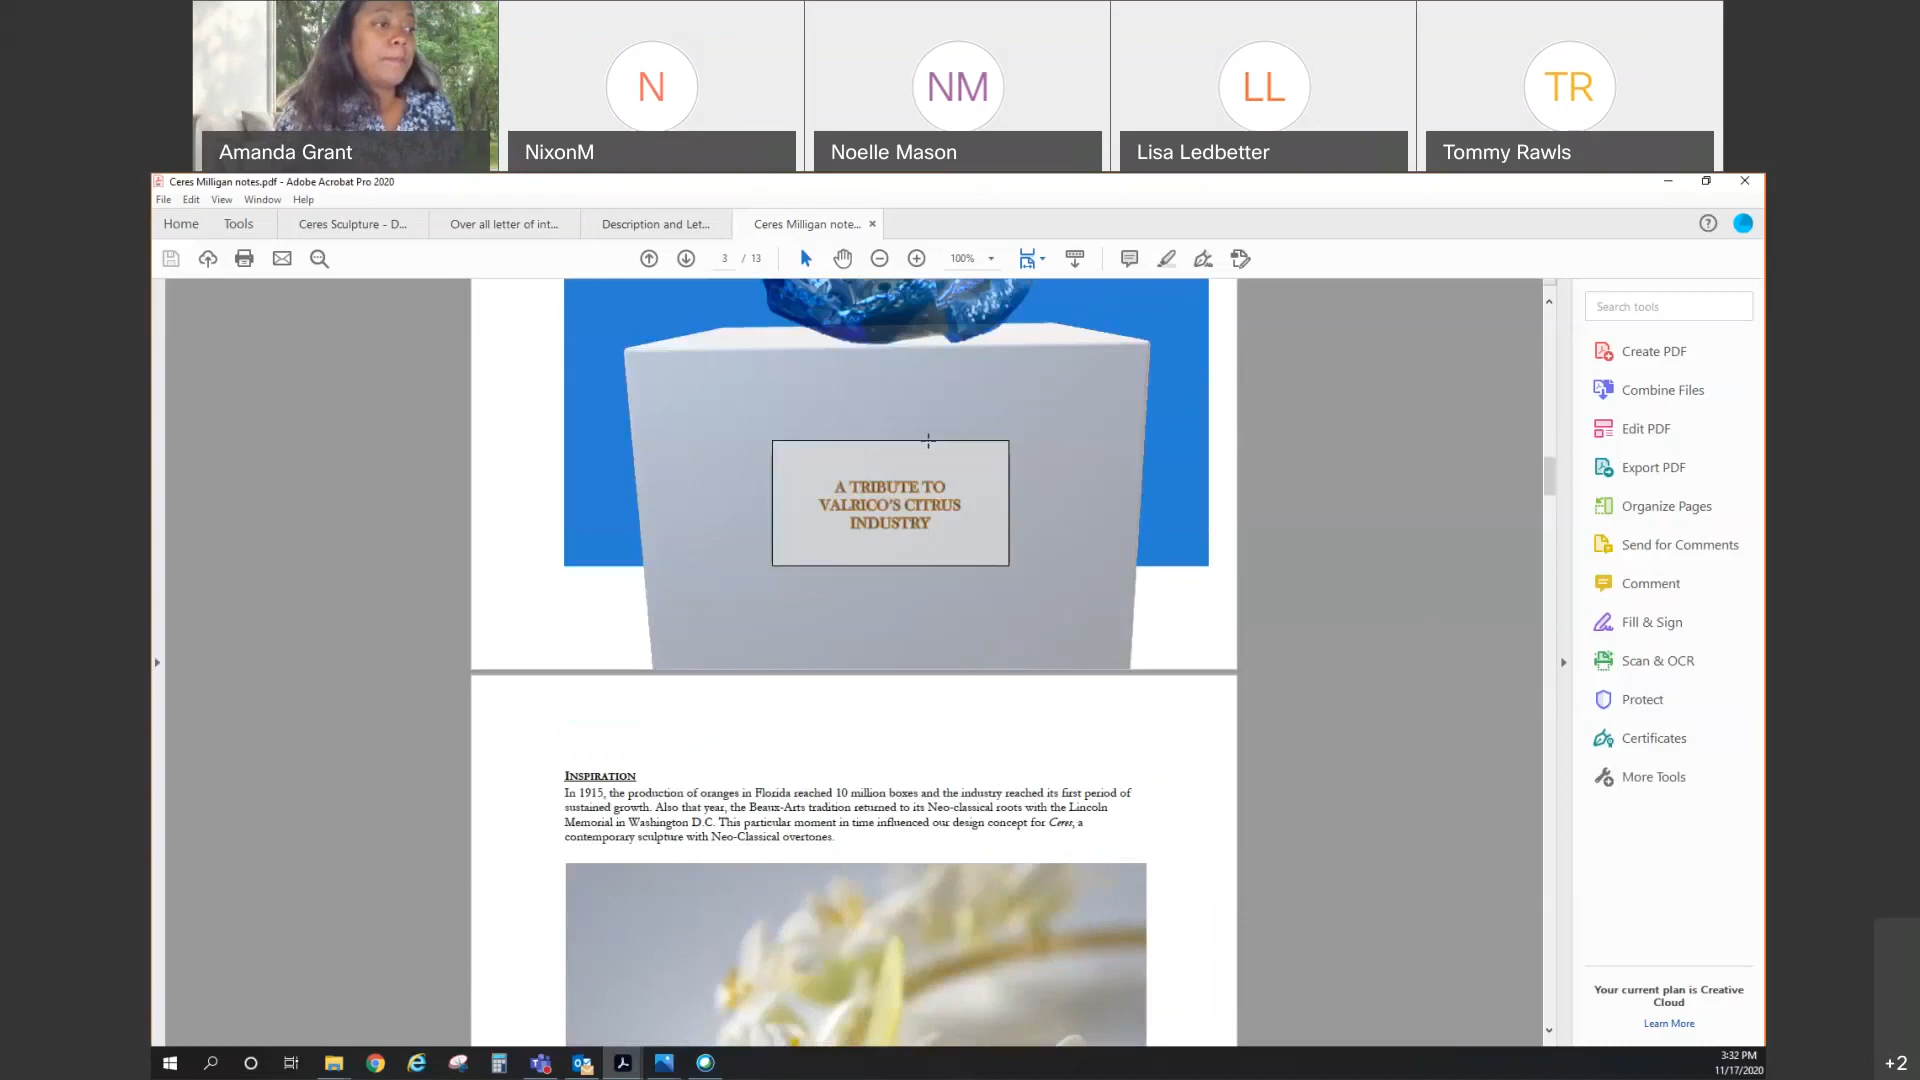 N
NM
LL
TR
Amanda Grant
NixonM
Noelle Mason
Lisa Ledbetter
Tommy Rawls
Ceres Milligan notes.pdf - Adobe Acrobat Pro 2020
File Edit View Window Help
Home Tools Ceres Sculpture - D... Over all letter of int... Description and Let... Ceres Milligan note... ×
3 / 13 100%
A TRIBUTE TO
VALRICO'S CITRUS
INDUSTRY
INSPIRATION
In 1915, the production of oranges in Florida reached 10 million boxes and the industry reached its first period of
sustained growth. Also that year, the Beaux-Arts tradition returned to its Neo-classical roots with the Lincoln
Memorial in Washington D.C. This particular moment in time influenced our design concept for Ceres, a
contemporary sculpture with Neo-Classical overtones.
Search tools
Create PDF
Combine Files
Edit PDF
Export PDF
Organize Pages
Send for Comments
Comment
Fill & Sign
Scan & OCR
Protect
Certificates
More Tools
Your current plan is Creative
Cloud
Learn More
3:32 PM
11/17/2020
+2